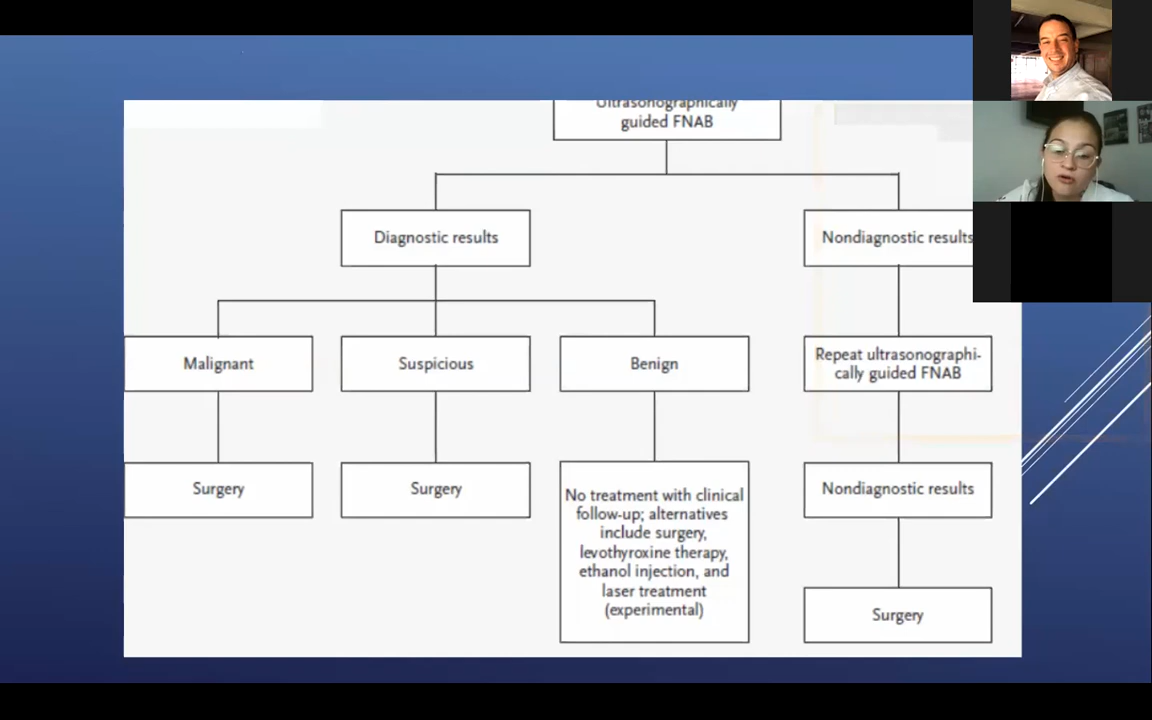 Ultrasonographically
guided FNAB
Diagnostic results
Nondiagnostic results
Malignant
Suspicious
Benign
Repeat ultrasonographi-
cally guided FNAB
Surgery
Surgery
No treatment with clinical
follow-up; alternatives
include surgery,
levothyroxine therapy,
ethanol injection, and
laser treatment
(experimental)
Nondiagnostic results
Surgery